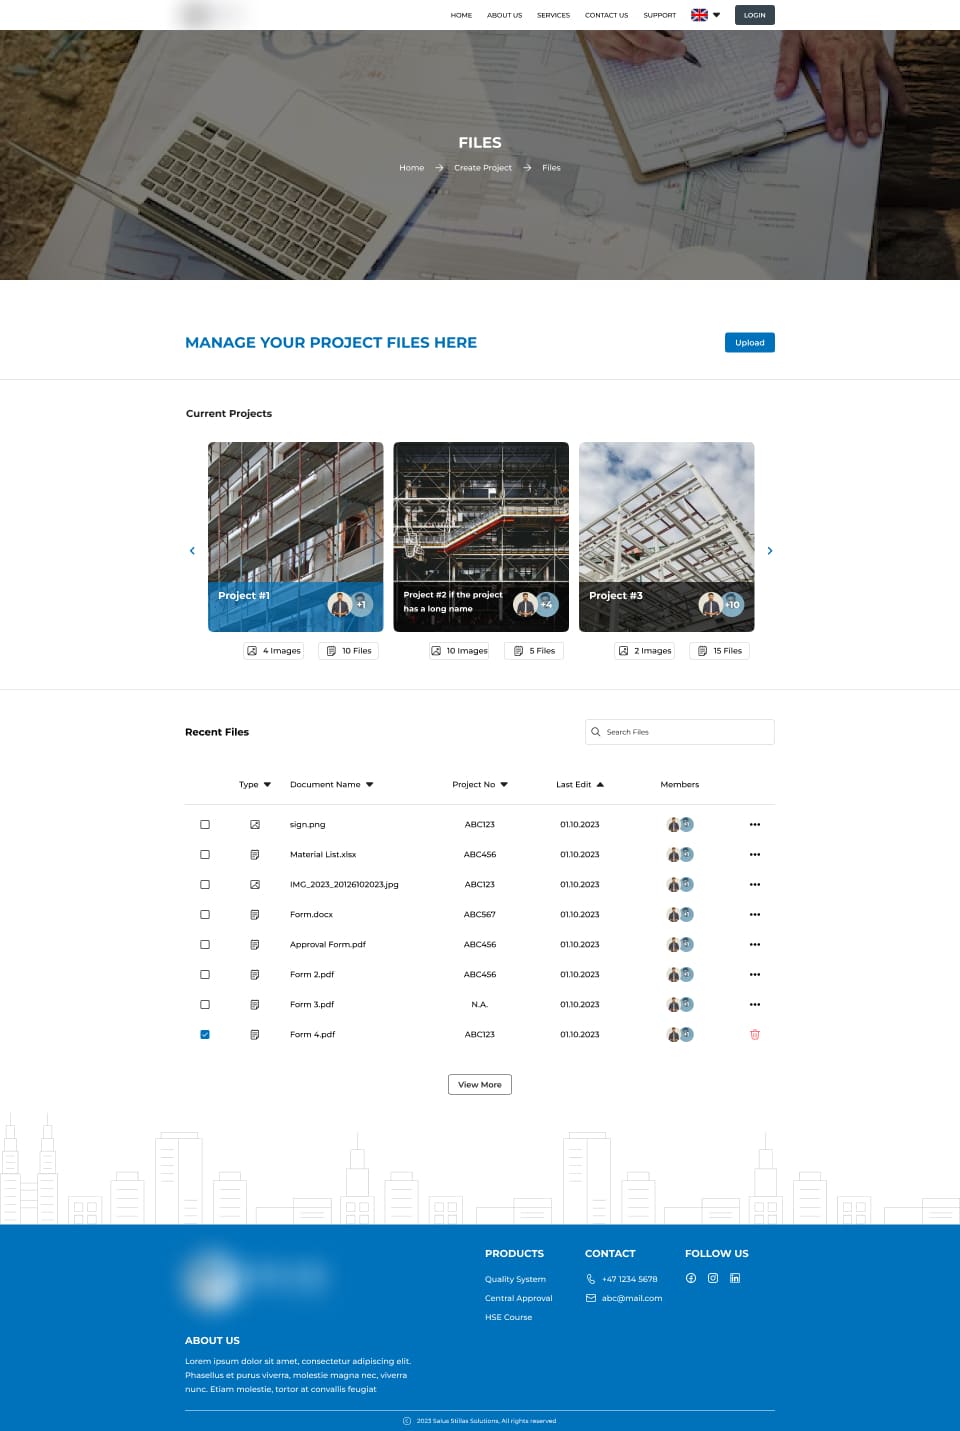 HOME ABOUT US SERVICES CONTACT US SUPPORT LOGIN
FILES
Home → Create Project → Files
MANAGE YOUR PROJECT FILES HERE
Upload
Current Projects
Project #1
+1
Project #2 if the project
has a long name
+4
Project #3
+10
4 Images 10 Files
10 Images 5 Files
2 Images 15 Files
Recent Files
Search Files
Type Document Name Project No Last Edit Members
sign.png ABC123 01.10.2023
Material List.xlsx ABC456 01.10.2023
IMG_2023_20126102023.jpg ABC123 01.10.2023
Form.docx ABC567 01.10.2023
Approval Form.pdf ABC456 01.10.2023
Form 2.pdf ABC456 01.10.2023
Form 3.pdf N.A. 01.10.2023
Form 4.pdf ABC123 01.10.2023
View More
PRODUCTS
Quality System
Central Approval
HSE Course
CONTACT
+47 1234 5678
abc@mail.com
FOLLOW US
ABOUT US
Lorem ipsum dolor sit amet, consectetur adipiscing elit.
Phasellus et purus viverra, molestie magna nec, viverra
nunc. Etiam molestie, tortor at convallis feugiat
© 2023 Salus Stillas Solutions, All rights reserved